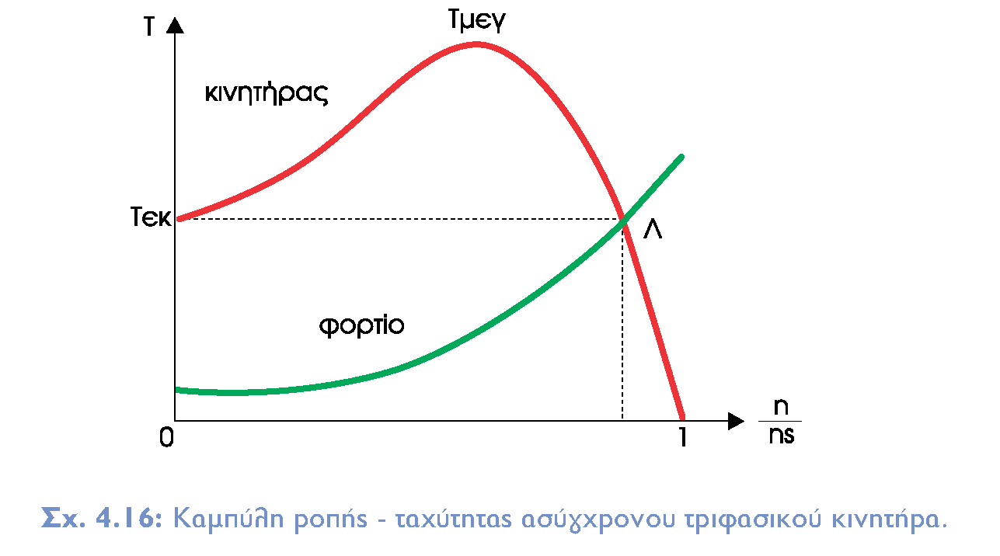 Τμεγ
Τ
κινητήρας
Τεκ
Λ
φορτίο
n
ns
0
1
Σχ. 4.16: Καμπύλη ροπής - ταχύτητας ασύγχρονου τριφασικού κινητήρα.